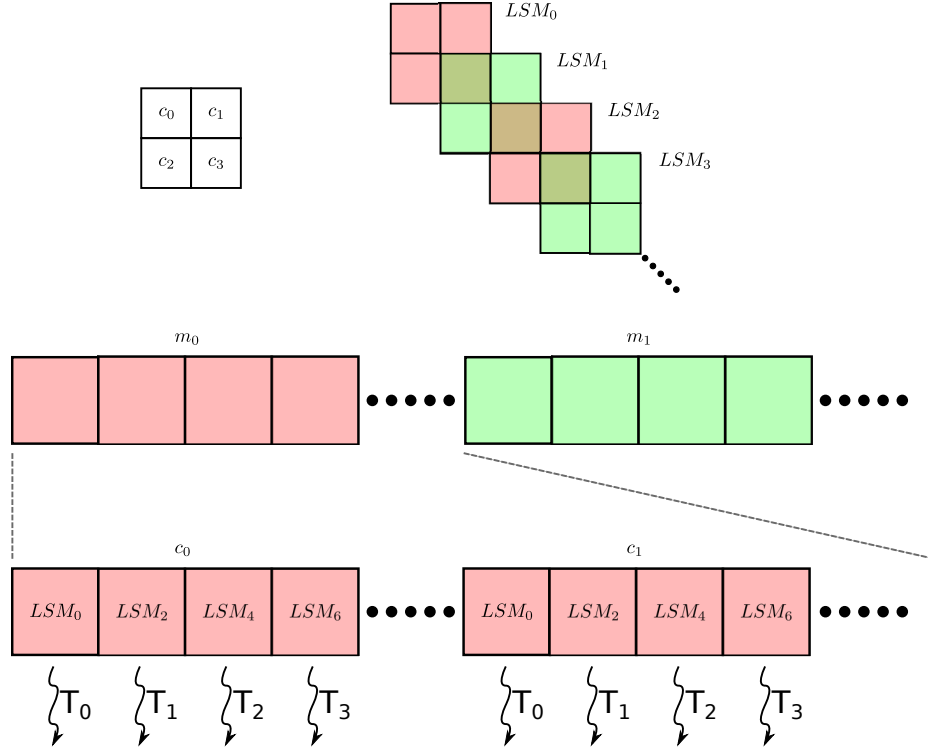 LSM₀
LSM₁
c₀ c₁
LSM₂
c₂ c₃
LSM₃
m₀ m₁
c₀ c₁
LSM₀ LSM₂ LSM₄ LSM₆ LSM₀ LSM₂ LSM₄ LSM₆
T₀ T₁ T₂ T₃ T₀ T₁ T₂ T₃